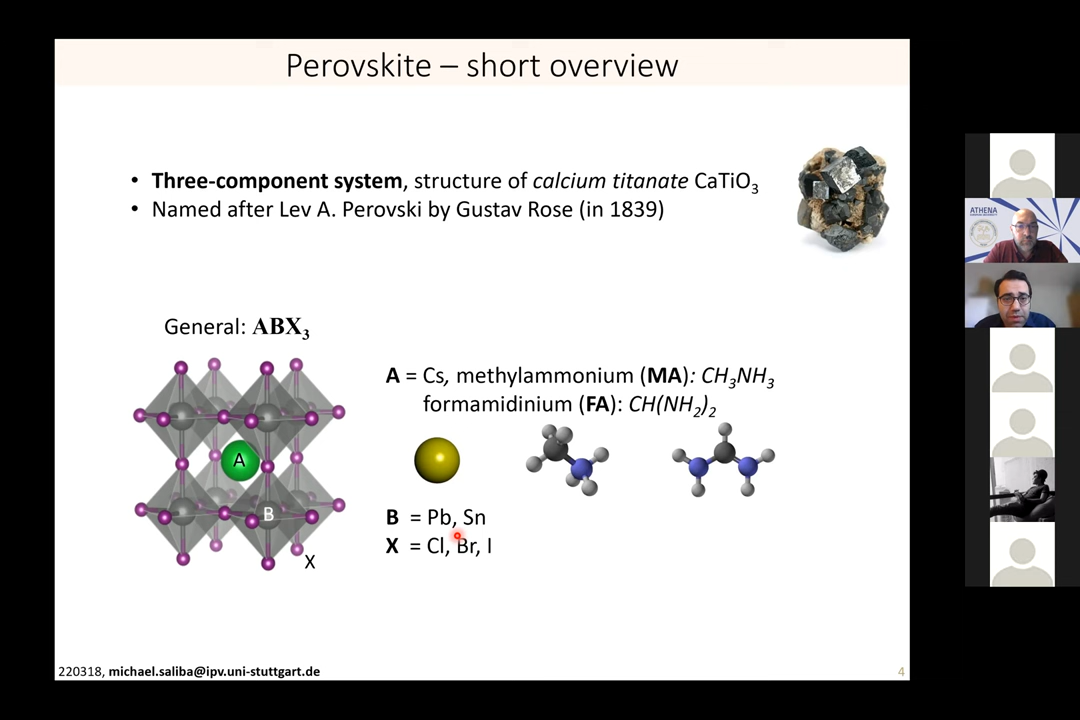 Perovskite – short overview
• Three-component system, structure of calcium titanate CaTiO₃
• Named after Lev A. Perovski by Gustav Rose (in 1839)
ATHENA
General: ABX₃
A = Cs, methylammonium (MA): CH₃NH₃
formamidinium (FA): CH(NH₂)₂
A
B
X
B = Pb, Sn
X = Cl, Br, I
220318, michael.saliba@ipv.uni-stuttgart.de
4